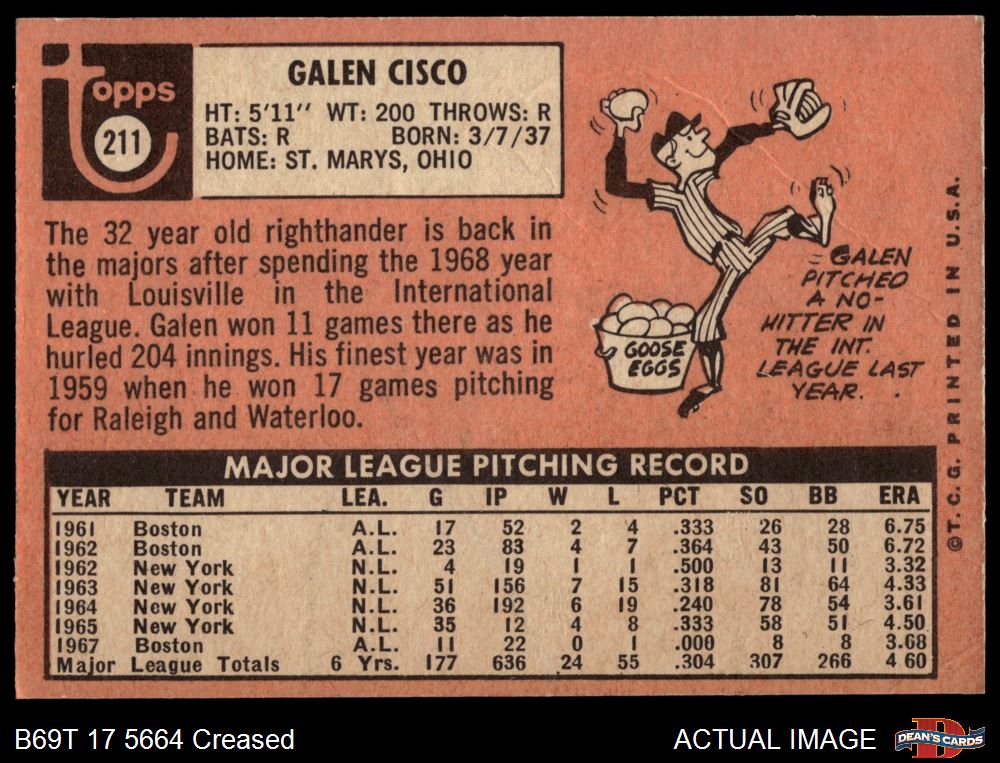 Topps
211
GALEN CISCO
HT: 5'11'' WT: 200 THROWS: R
BATS: R BORN: 3/7/37
HOME: ST. MARYS, OHIO
The 32 year old righthander is back in
the majors after spending the 1968 year
with Louisville in the International
League. Galen won 11 games there as he
hurled 204 innings. His finest year was in
1959 when he won 17 games pitching
for Raleigh and Waterloo.
GALEN
PITCHED
A NO-
HITTER IN
THE INT.
LEAGUE LAST
YEAR.
GOOSE
EGGS
MAJOR LEAGUE PITCHING RECORD
YEAR TEAM LEA. G IP W L PCT SO BB ERA
1961 Boston A.L. 17 52 2 4 .333 26 28 6.75
1962 Boston A.L. 23 83 4 7 .364 43 50 6.72
1962 New York N.L. 4 19 1 1 .500 13 11 3.32
1963 New York N.L. 51 156 7 15 .318 81 64 4.33
1964 New York N.L. 36 192 6 19 .240 78 54 3.61
1965 New York N.L. 35 12 4 8 .333 58 51 4.50
1967 Boston A.L. 11 22 0 1 .000 8 8 3.68
Major League Totals 6 Yrs. 177 636 24 55 .304 307 266 4 60
©T. C. G. PRINTED IN U.S.A.
B69T 17 5664 Creased
ACTUAL IMAGE
DEAN'S CARDS